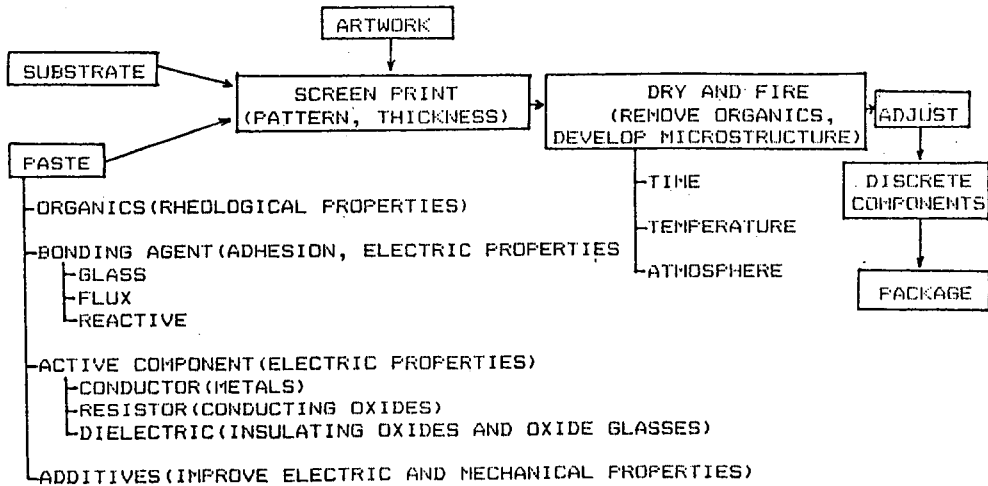 ARTWORK
SUBSTRATE
SCREEN PRINT
(PATTERN, THICKNESS)
DRY AND FIRE
(REMOVE ORGANICS,
DEVELOP MICROSTRUCTURE)
ADJUST
PASTE
TIME
TEMPERATURE
ATMOSPHERE
DISCRETE
COMPONENTS
PACKAGE
ORGANICS(RHEOLOGICAL PROPERTIES)
BONDING AGENT(ADHESION, ELECTRIC PROPERTIES
GLASS
FLUX
REACTIVE
ACTIVE COMPONENT(ELECTRIC PROPERTIES)
CONDUCTOR(METALS)
RESISTOR(CONDUCTING OXIDES)
DIELECTRIC(INSULATING OXIDES AND OXIDE GLASSES)
ADDITIVES(IMPROVE ELECTRIC AND MECHANICAL PROPERTIES)